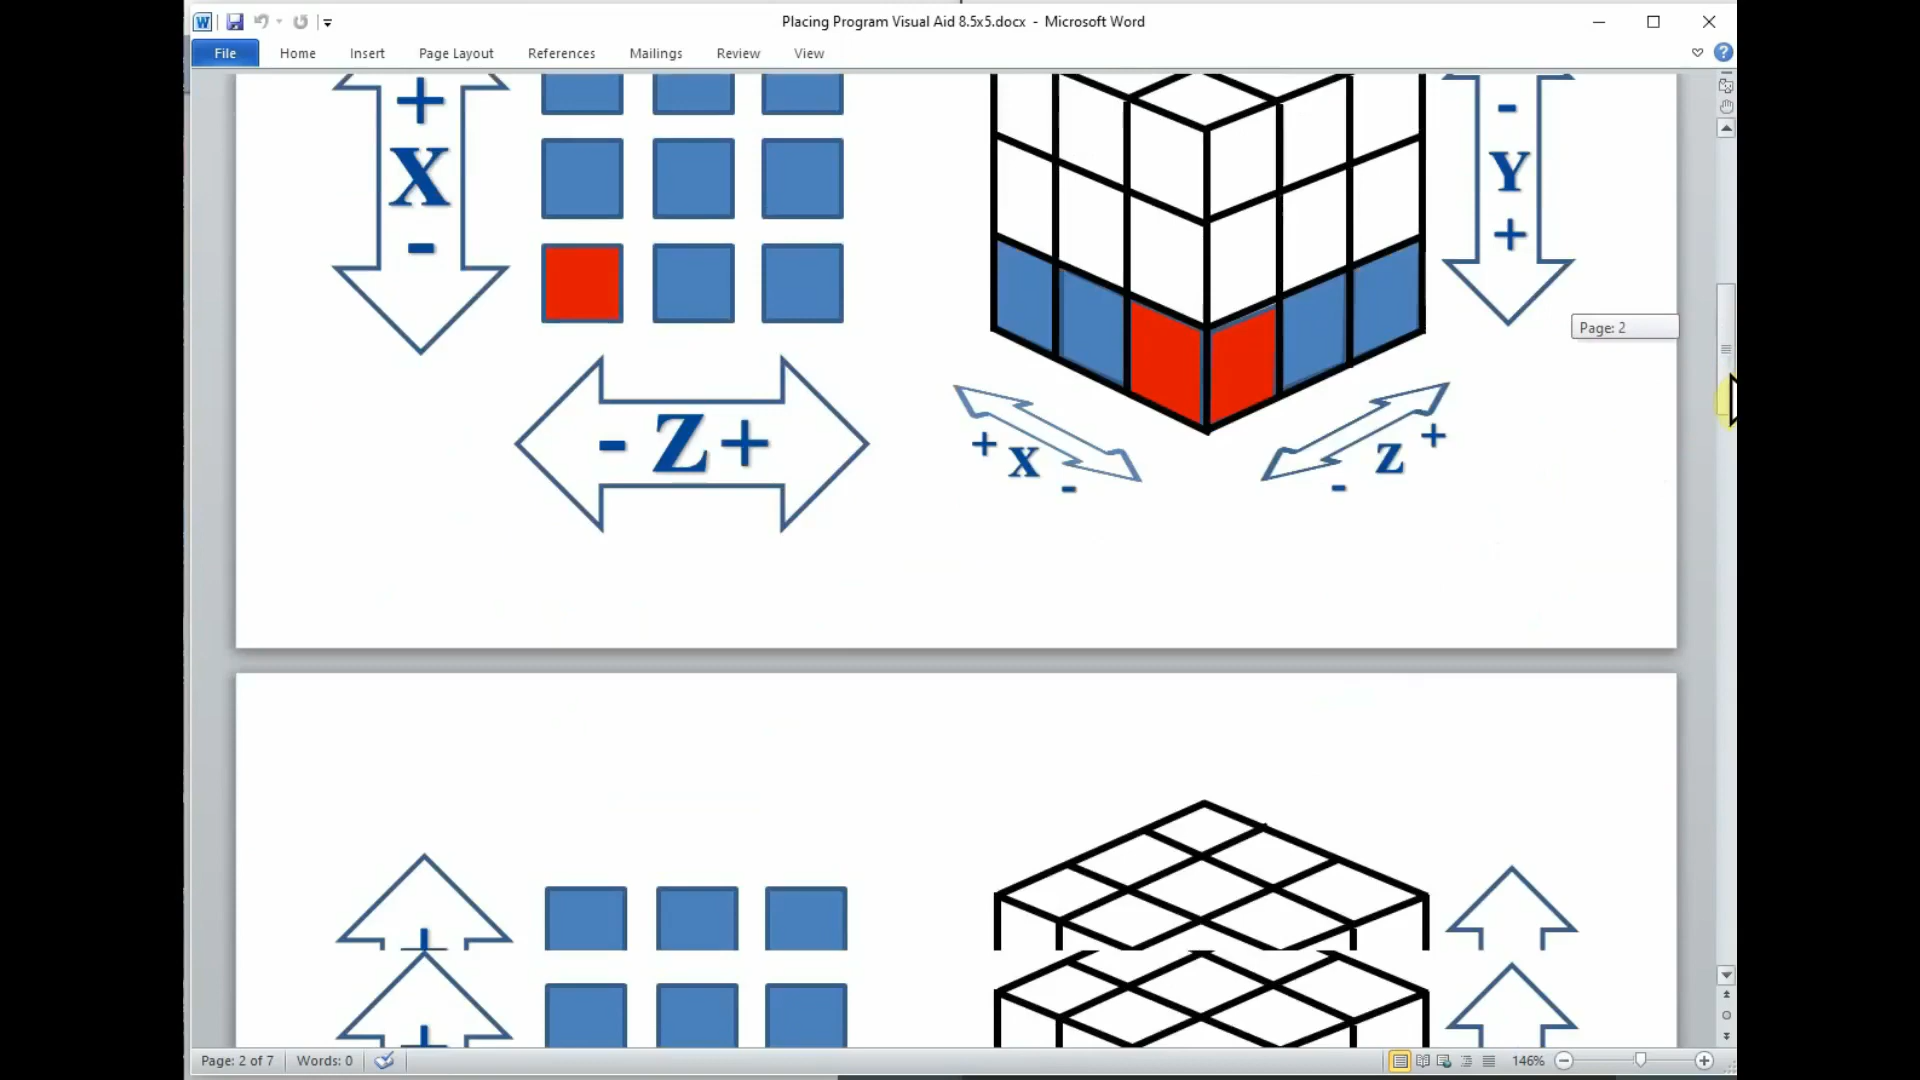 Placing Program Visual Aid 8.5x5.docx - Microsoft Word
File Home Insert Page Layout References Mailings Review View
+
X
-
-
Y
+
Page: 2
- Z +
+ X -
- Z +
+
+
Page: 2 of 7 Words: 0 146%